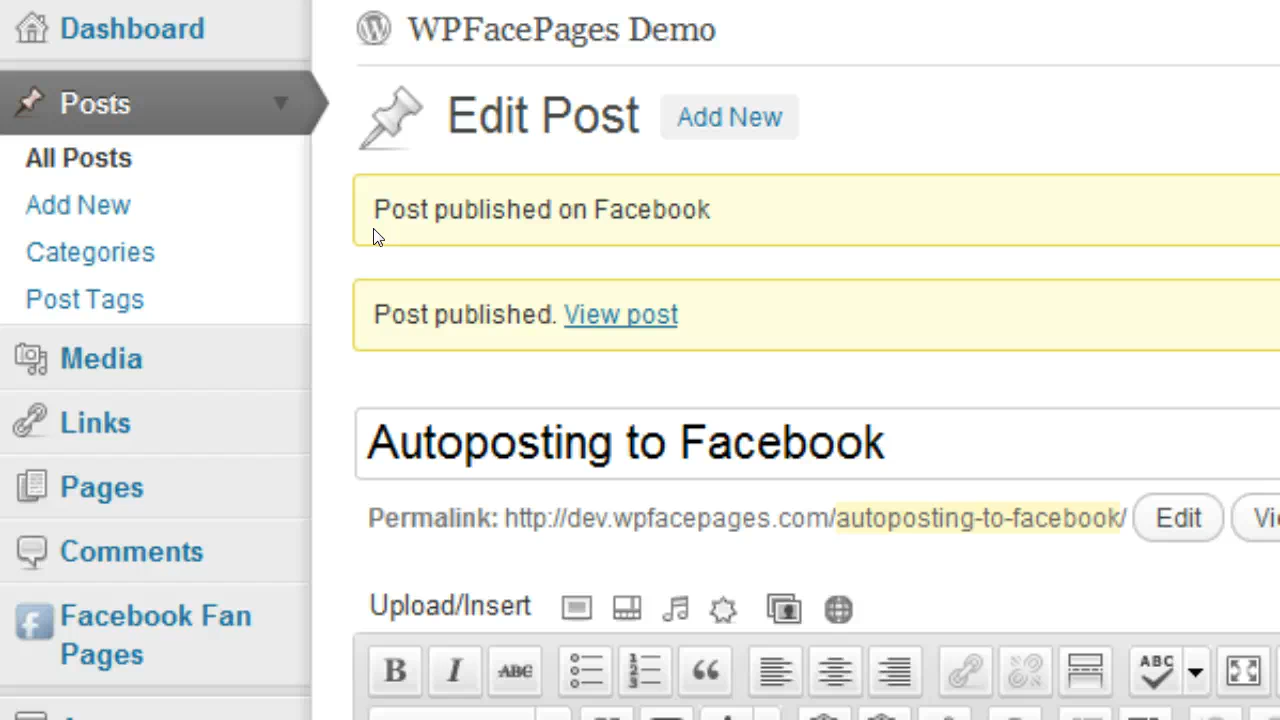 Dashboard
WPFacePages Demo
Posts
Edit Post
Add New
All Posts
Add New
Categories
Post Tags
Post published on Facebook
Post published. View post
Media
Links
Pages
Comments
Facebook Fan
Pages
Autoposting to Facebook
Permalink: http://dev.wpfacepages.com/autoposting-to-facebook/
Edit
Upload/Insert
B
I
ABC
ABC